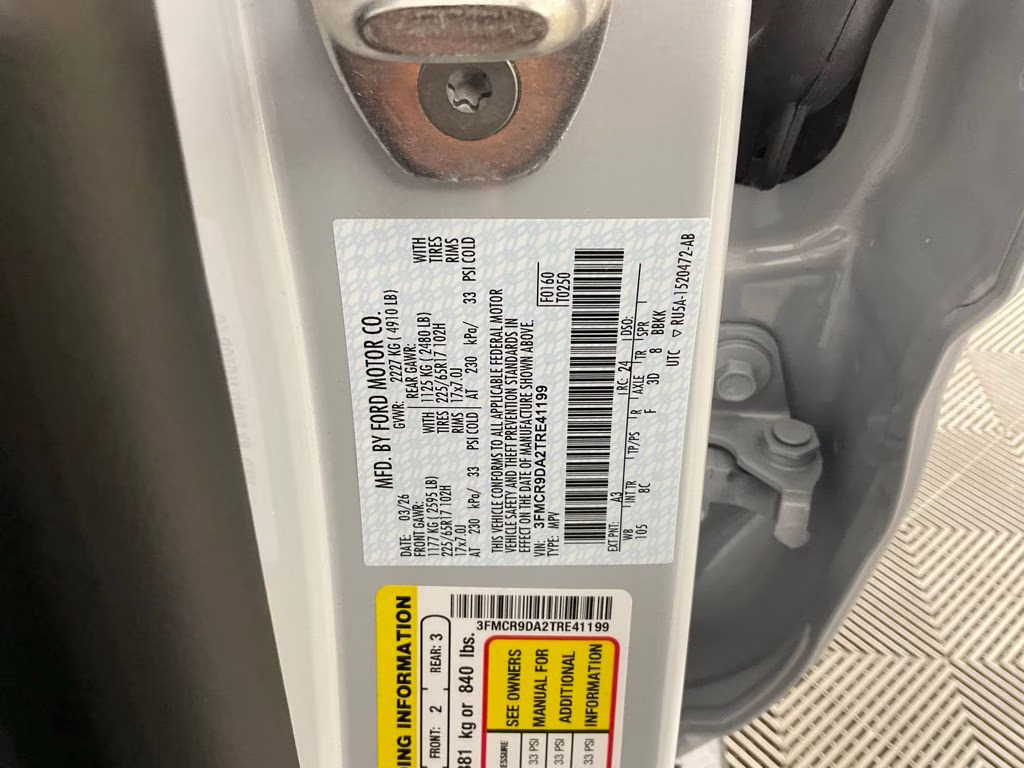 MFD. BY FORD MOTOR CO.
DATE: 03/26
GVWR: 2227 KG ( 4910 LB)
FRONT GAWR:
REAR GAWR:
1177 KG ( 2595 LB)
WITH
1125 KG ( 2480 LB)
WITH
225/65R17 102H
TIRES
225/65R17 102H
TIRES
17x7.0J
RIMS
17x7.0J
RIMS
AT 230 kPa/ 33 PSI COLD
AT 230 kPa/ 33 PSI COLD
THIS VEHICLE CONFORMS TO ALL APPLICABLE FEDERAL MOTOR
VEHICLE SAFETY AND THEFT PREVENTION STANDARDS IN
EFFECT ON THE DATE OF MANUFACTURE SHOWN ABOVE.
VIN: 3FMCR9DA2TRE41199
TYPE: MPV
F0160
T0250
EXT PNT: A3 RC: 24 DSO:
WB INT TR TP/PS R AXLE TR SPR
105 8C F 3D 8 BBKK
UTC ▽ RU5A-1520472-AB
3FMCR9DA2TRE41199
FRONT: 2 REAR: 3
kg or 840 lbs.
SEE OWNERS
MANUAL FOR
ADDITIONAL
INFORMATION
33 PSI
33 PSI
33 PSI